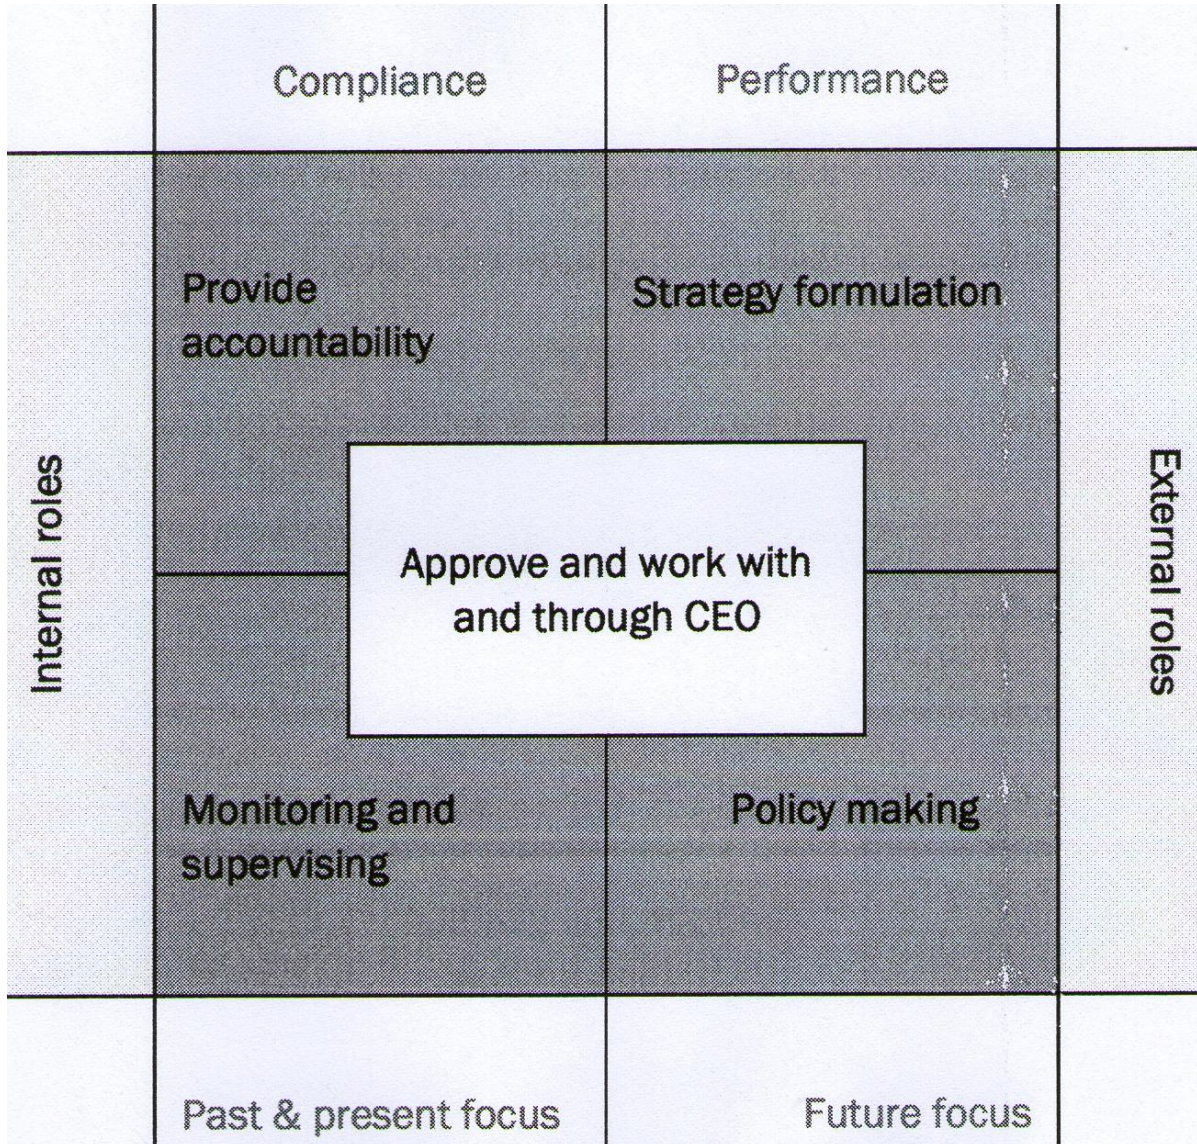 Compliance
Performance
Provide
accountability
Strategy formulation
Internal roles
Approve and work with
and through CEO
External roles
Monitoring and
supervising
Policy making
Past & present focus
Future focus